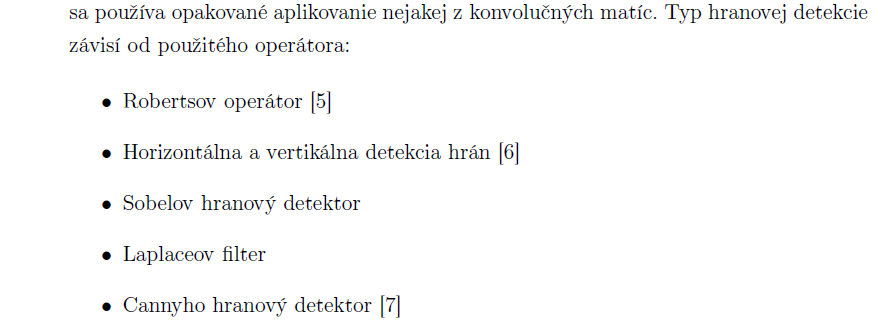 sa používa opakované aplikovanie nejakej z konvolučných matíc. Typ hranovej detekcie
závisí od použitého operátora:
• Robertsov operátor [5]
• Horizontálna a vertikálna detekcia hrán [6]
• Sobelov hranový detektor
• Laplaceov filter
• Cannyho hranový detektor [7]